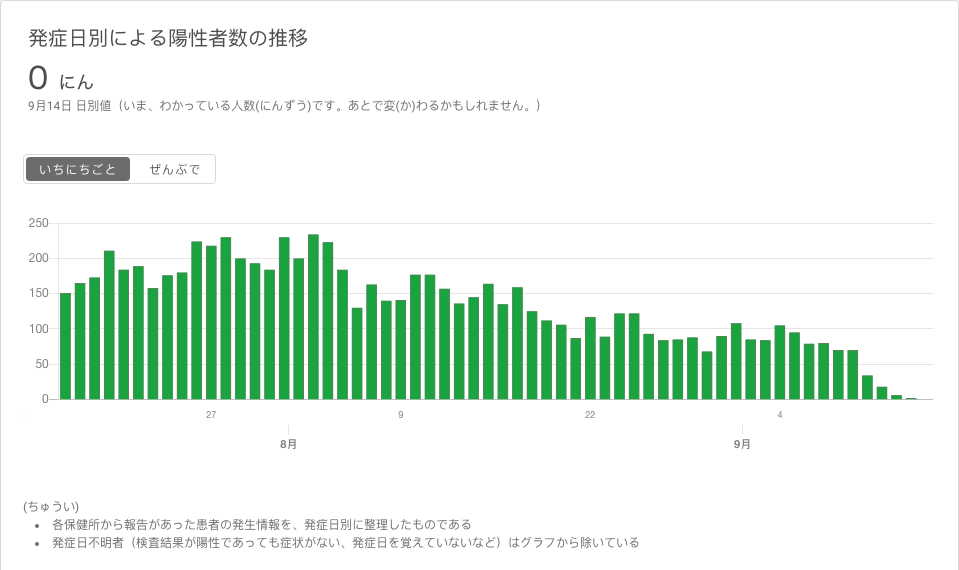 発症日別による陽性者数の推移
0 にん
9月14日 日別値（いま、わかっている人数(にんずう)です。あとで変(か)わるかもしれません。）
いちにちごと ぜんぶで
250
200
150
100
50
0
27 9 22 4
8月 9月
(ちゅうい)
• 各保健所から報告があった患者の発生情報を、発症日別に整理したものである
• 発症日不明者（検査結果が陽性であっても症状がない、発症日を覚えていないなど）はグラフから除いている